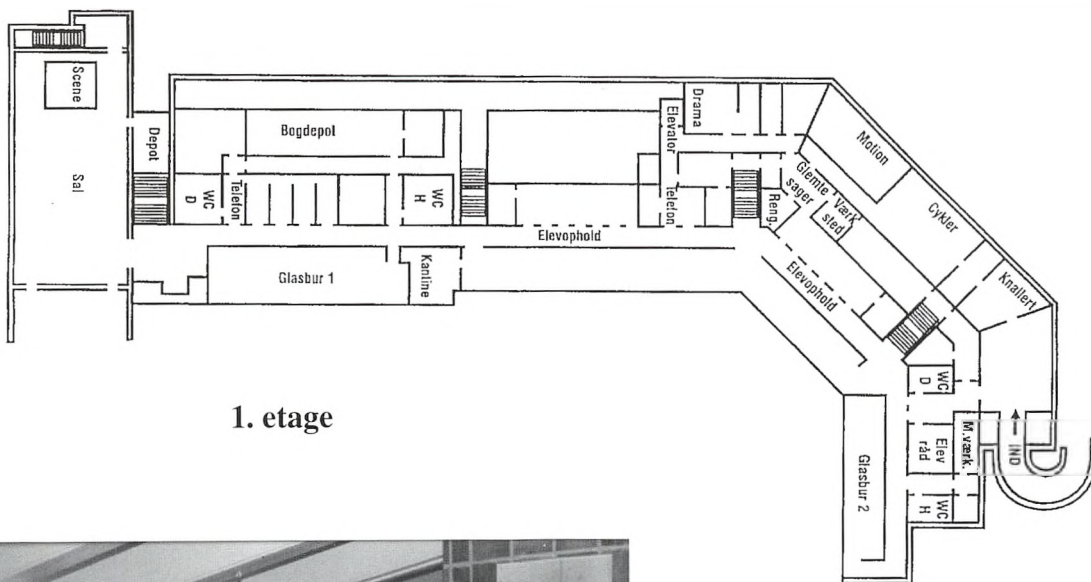 Scene
Sal
Depot
Bogdepot
WC
D
Telefon
WC
H
Glasbur 1
Kantine
Elevophold
Elevator
Drama
Telefon
Reng.
Glemte
sager
Værk
sted
Motion
Cykler
Knallert
Elevophold
WC
D
M.værk.
Elev
råd
IND
WC
H
Glasbur 2
1. etage